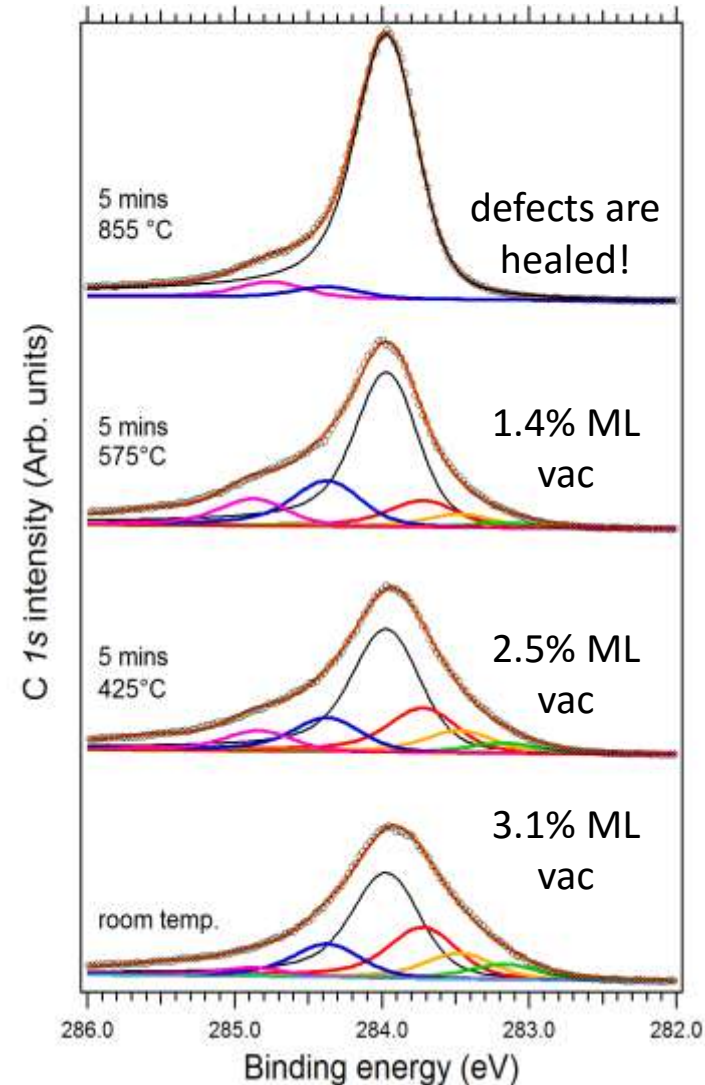 5 mins
855 °C
defects are
healed!
5 mins
575°C
1.4% ML
vac
5 mins
425°C
2.5% ML
vac
room temp.
3.1% ML
vac
C 1s intensity (Arb. units)
286.0 285.0 284.0 283.0 282.0
Binding energy (eV)